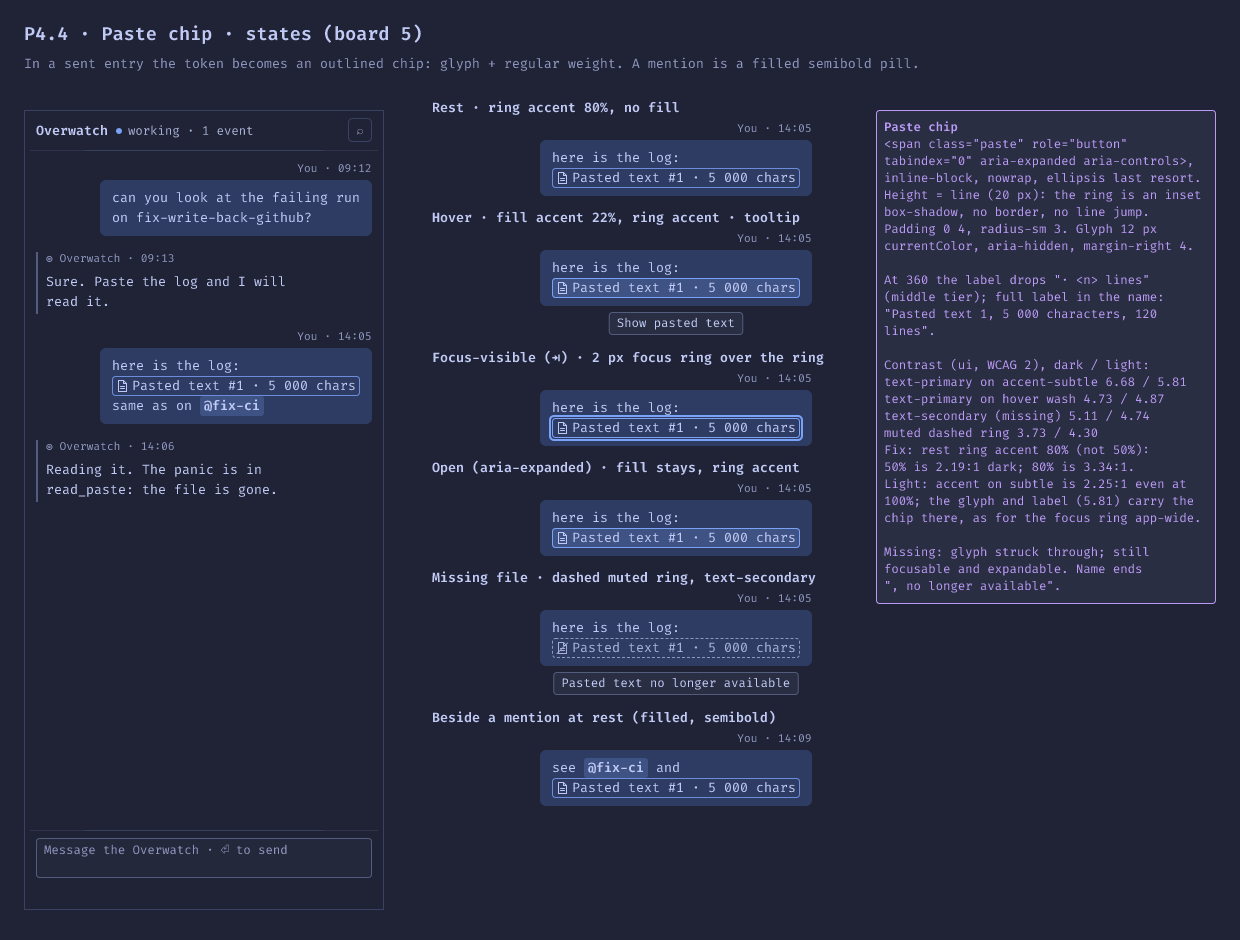 P4.4 · Paste chip · states (board 5)
In a sent entry the token becomes an outlined chip: glyph + regular weight. A mention is a filled semibold pill.
Overwatch ● working · 1 event
You · 09:12
can you look at the failing run
on fix-write-back-github?
Overwatch · 09:13
Sure. Paste the log and I will
read it.
You · 14:05
here is the log:
Pasted text #1 · 5 000 chars
same as on @fix-ci
Overwatch · 14:06
Reading it. The panic is in
read_paste: the file is gone.
Message the Overwatch · ⏎ to send
Rest · ring accent 80%, no fill
You · 14:05
here is the log:
Pasted text #1 · 5 000 chars
Hover · fill accent 22%, ring accent · tooltip
You · 14:05
here is the log:
Pasted text #1 · 5 000 chars
Show pasted text
Focus-visible (⇥) · 2 px focus ring over the ring
You · 14:05
here is the log:
Pasted text #1 · 5 000 chars
Open (aria-expanded) · fill stays, ring accent
You · 14:05
here is the log:
Pasted text #1 · 5 000 chars
Missing file · dashed muted ring, text-secondary
You · 14:05
here is the log:
Pasted text #1 · 5 000 chars
Pasted text no longer available
Beside a mention at rest (filled, semibold)
You · 14:09
see @fix-ci and
Pasted text #1 · 5 000 chars
Paste chip
<span class="paste" role="button"
tabindex="0" aria-expanded aria-controls>,
inline-block, nowrap, ellipsis last resort.
Height = line (20 px): the ring is an inset
box-shadow, no border, no line jump.
Padding 0 4, radius-sm 3. Glyph 12 px
currentColor, aria-hidden, margin-right 4.
At 360 the label drops "· <n> lines"
(middle tier); full label in the name:
"Pasted text 1, 5 000 characters, 120
lines".
Contrast (ui, WCAG 2), dark / light:
text-primary on accent-subtle 6.68 / 5.81
text-primary on hover wash 4.73 / 4.87
text-secondary (missing) 5.11 / 4.74
muted dashed ring 3.73 / 4.30
Fix: rest ring accent 80% (not 50%):
50% is 2.19:1 dark; 80% is 3.34:1.
Light: accent on subtle is 2.25:1 even at
100%; the glyph and label (5.81) carry the
chip there, as for the focus ring app-wide.
Missing: glyph struck through; still
focusable and expandable. Name ends
", no longer available".